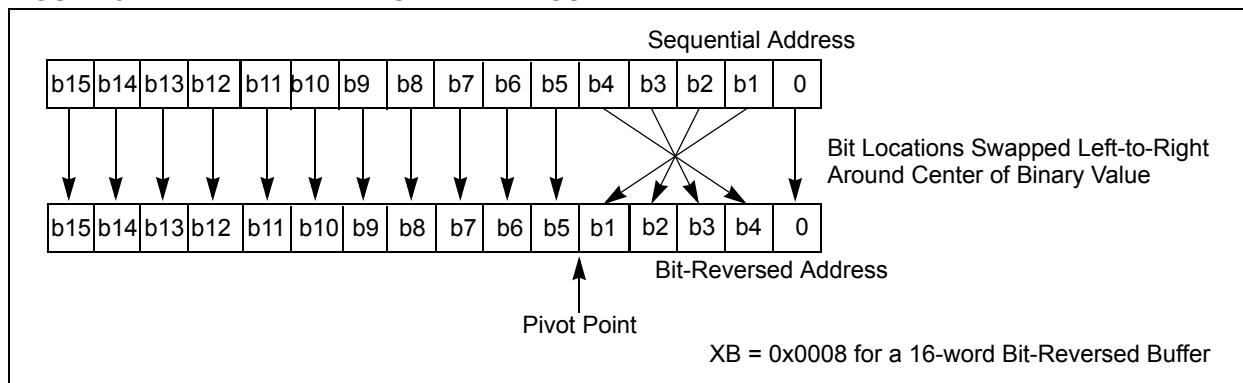 Sequential Address
b15 b14 b13 b12 b11 b10 b9 b8 b7 b6 b5 b4 b3 b2 b1 0
Bit Locations Swapped Left-to-Right
Around Center of Binary Value
b15 b14 b13 b12 b11 b10 b9 b8 b7 b6 b5 b1 b2 b3 b4 0
Bit-Reversed Address
Pivot Point
XB = 0x0008 for a 16-word Bit-Reversed Buffer